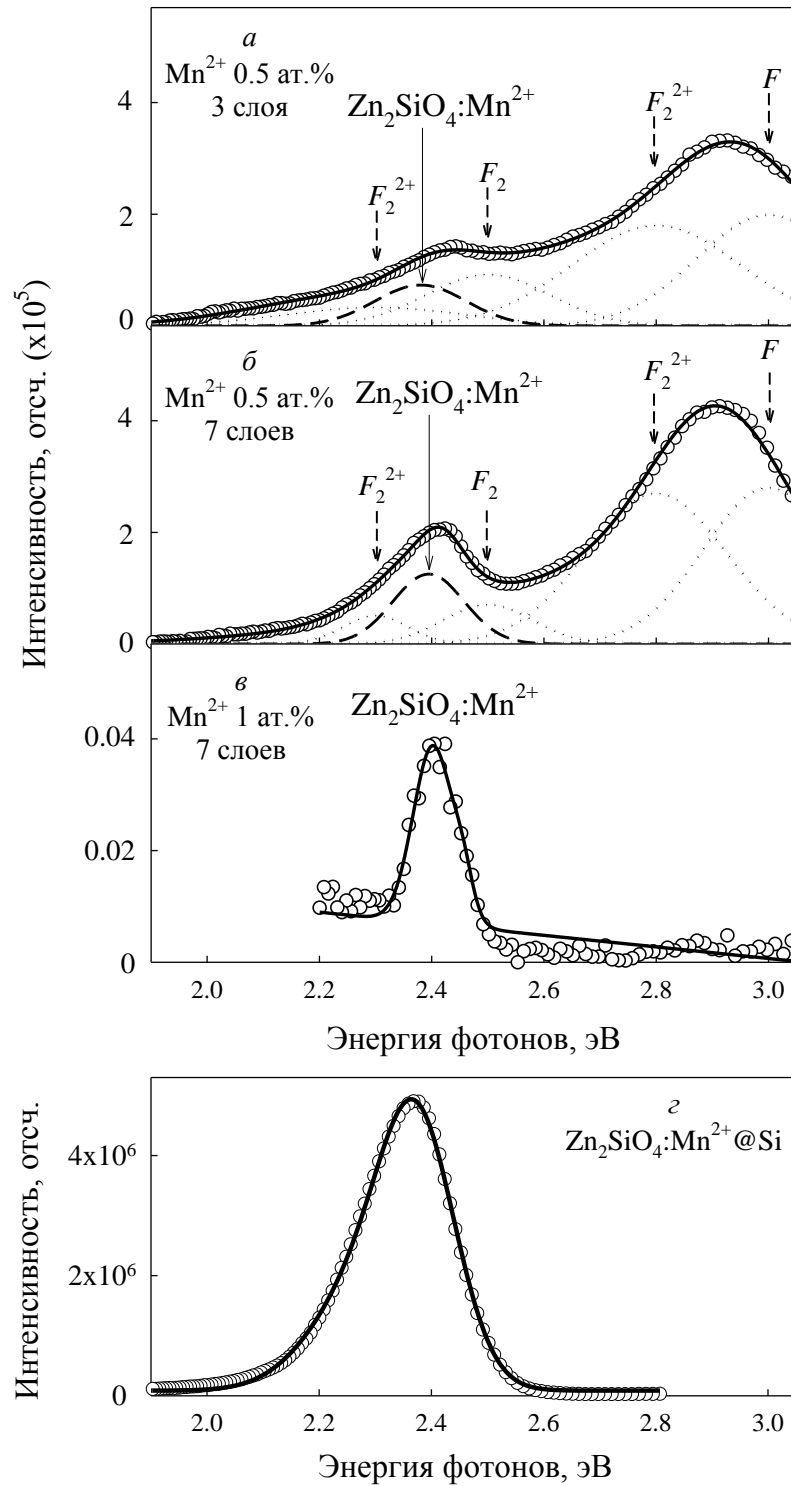 а
Mn²⁺ 0.5 ат.%
3 слоя
Zn₂SiO₄:Mn²⁺
F₂²⁺
F₂
F₂²⁺
F
4
2
0
б
Mn²⁺ 0.5 ат.%
7 слоев
Zn₂SiO₄:Mn²⁺
F₂²⁺
F₂
F₂²⁺
F
4
2
0
Интенсивность, отсч. (x10⁵)
в
Mn²⁺ 1 ат.%
7 слоев
Zn₂SiO₄:Mn²⁺
0.04
0.02
0
2.0 2.2 2.4 2.6 2.8 3.0
Энергия фотонов, эВ
г
Zn₂SiO₄:Mn²⁺@Si
Интенсивность, отсч.
4x10⁶
2x10⁶
0
2.0 2.2 2.4 2.6 2.8 3.0
Энергия фотонов, эВ